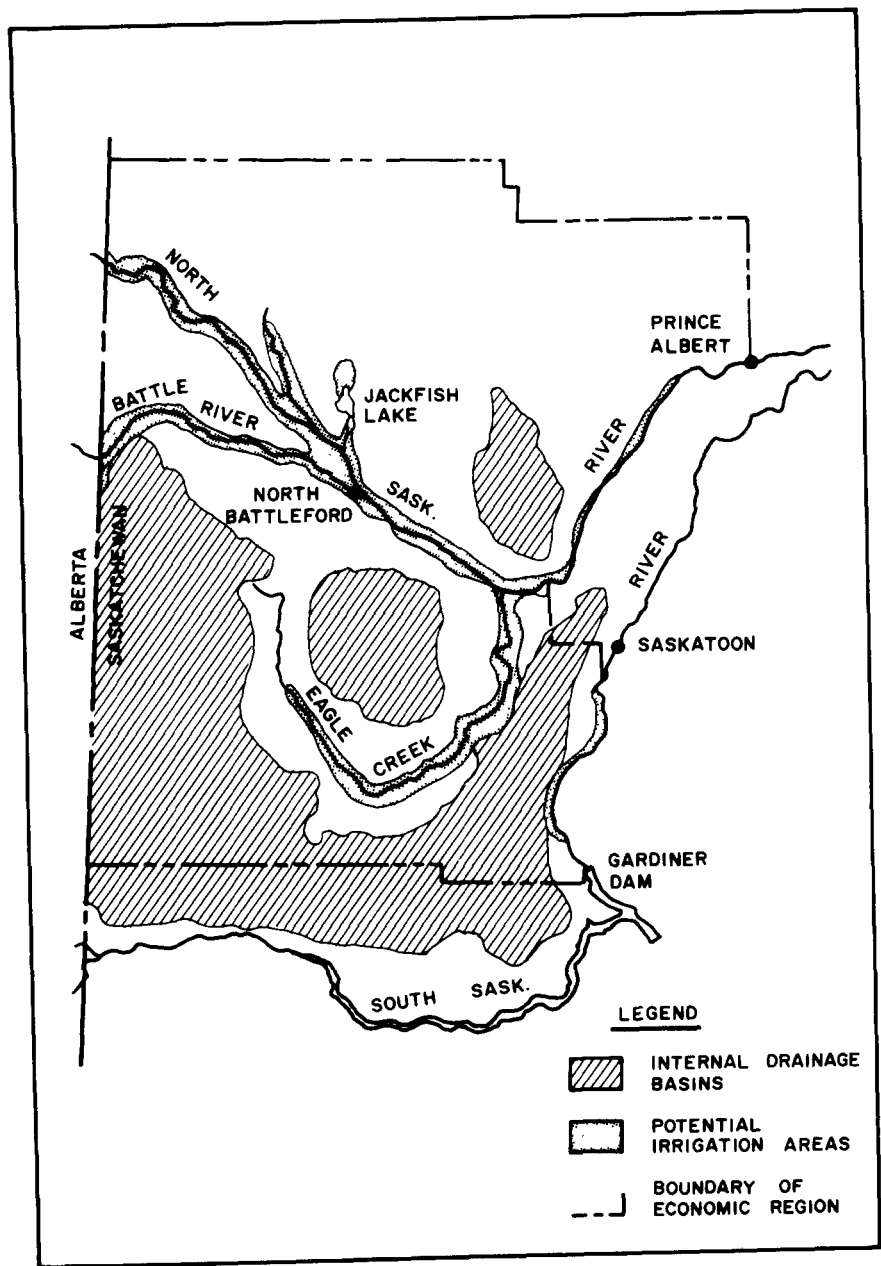 NORTH
PRINCE
ALBERT
JACKFISH
LAKE
BATTLE
RIVER
RIVER
SASK.
NORTH
BATTLEFORD
RIVER
ALBERTA
SASKATCHEWAN
SASKATOON
EAGLE
CREEK
GARDINER
DAM
SOUTH SASK.
LEGEND
INTERNAL DRAINAGE
BASINS
POTENTIAL
IRRIGATION AREAS
BOUNDARY OF
ECONOMIC REGION